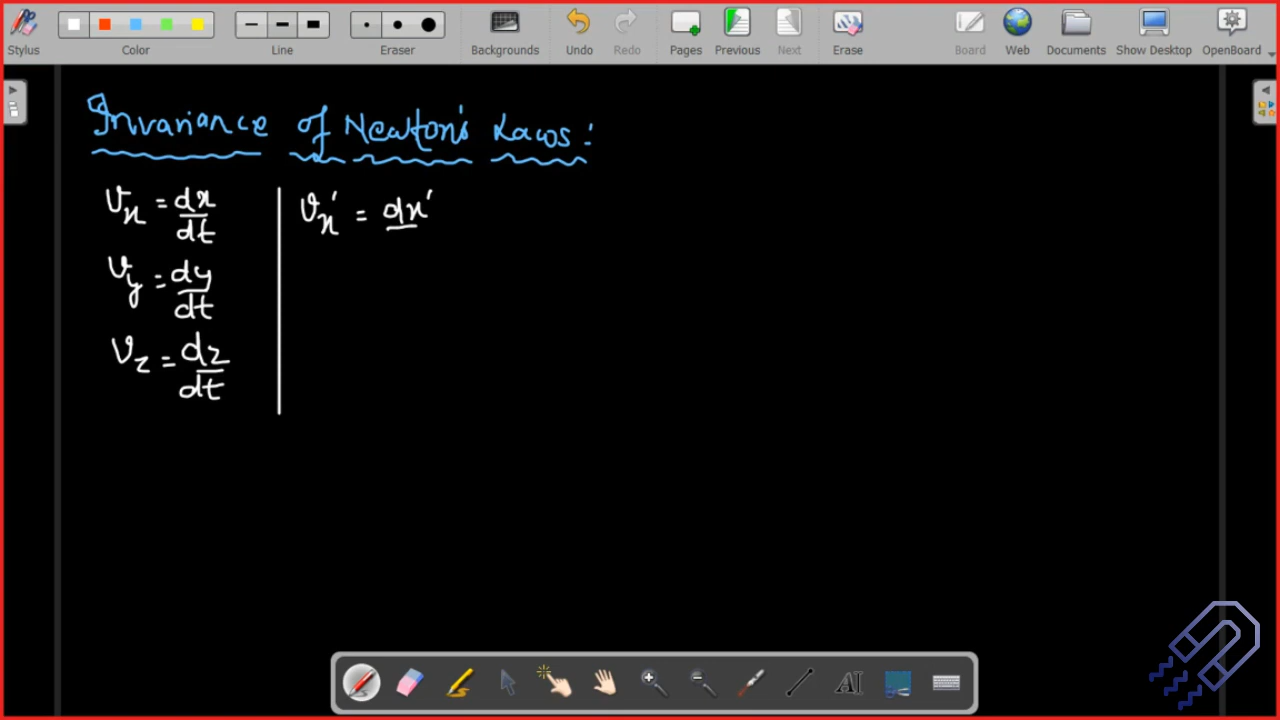 Stylus Color Line Eraser Backgrounds Undo Redo Pages Previous Next Erase Board Web Documents Show Desktop OpenBoard
Invariance of Newton's Laws:
Vx = dx/dt
Vy = dy/dt
Vz = dz/dt
Vx' = dx'
AI